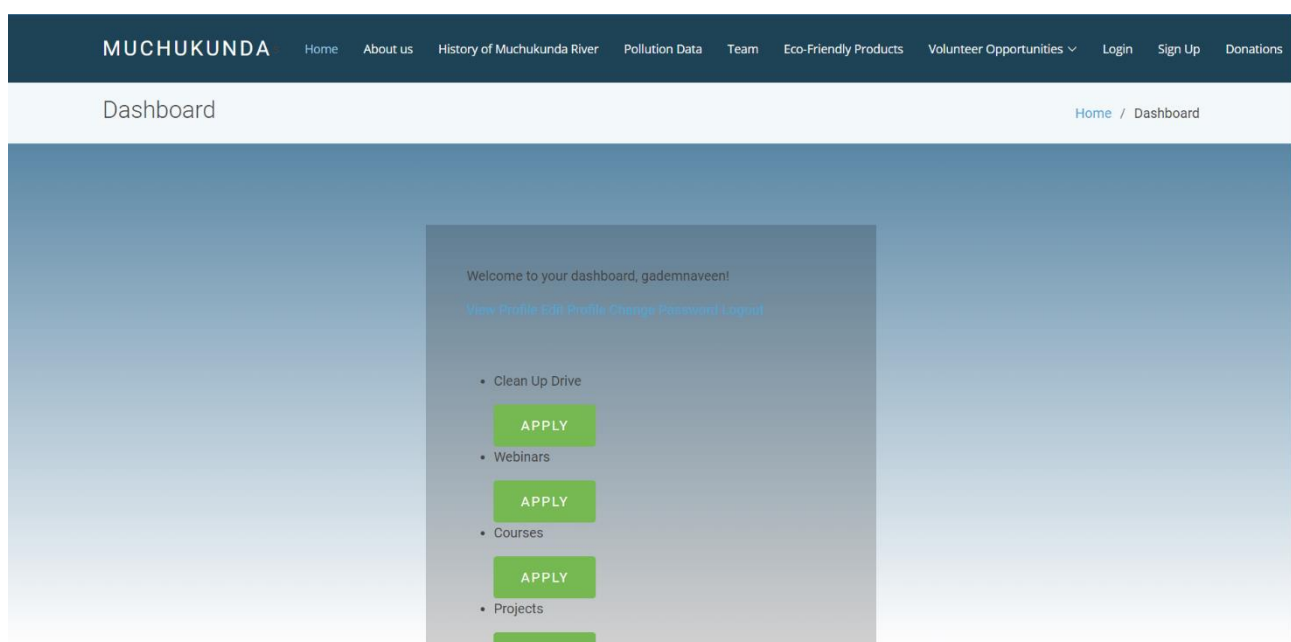 MUCHUKUNDA Home About us History of Muchukunda River Pollution Data Team Eco-Friendly Products Volunteer Opportunities Login Sign Up Donations
Dashboard Home / Dashboard
Welcome to your dashboard, gademnaveen!
View Profile Edit Profile Change Password Logout
• Clean Up Drive
APPLY
• Webinars
APPLY
• Courses
APPLY
• Projects